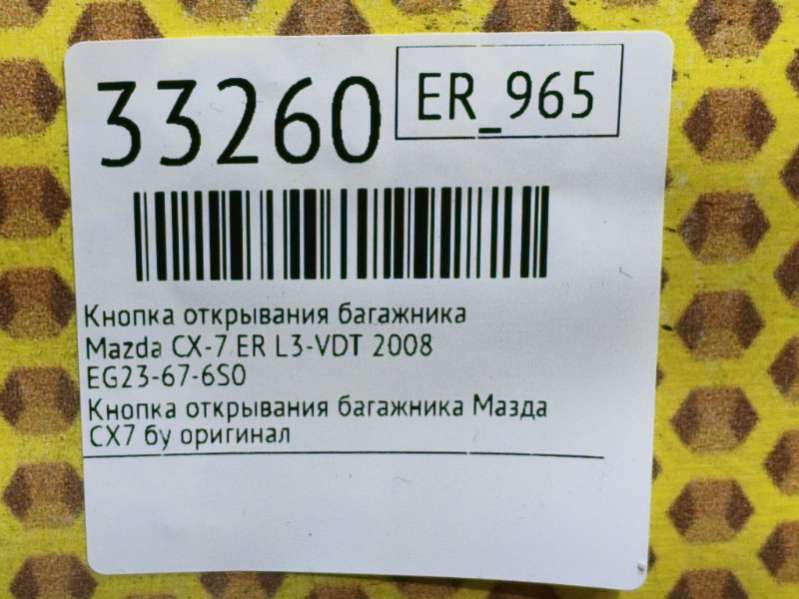 33260
ER_965
Кнопка открывания багажника
Mazda CX-7 ER L3-VDT 2008
EG23-67-6S0
Кнопка открывания багажника Мазда
СХ7 бу оригинал